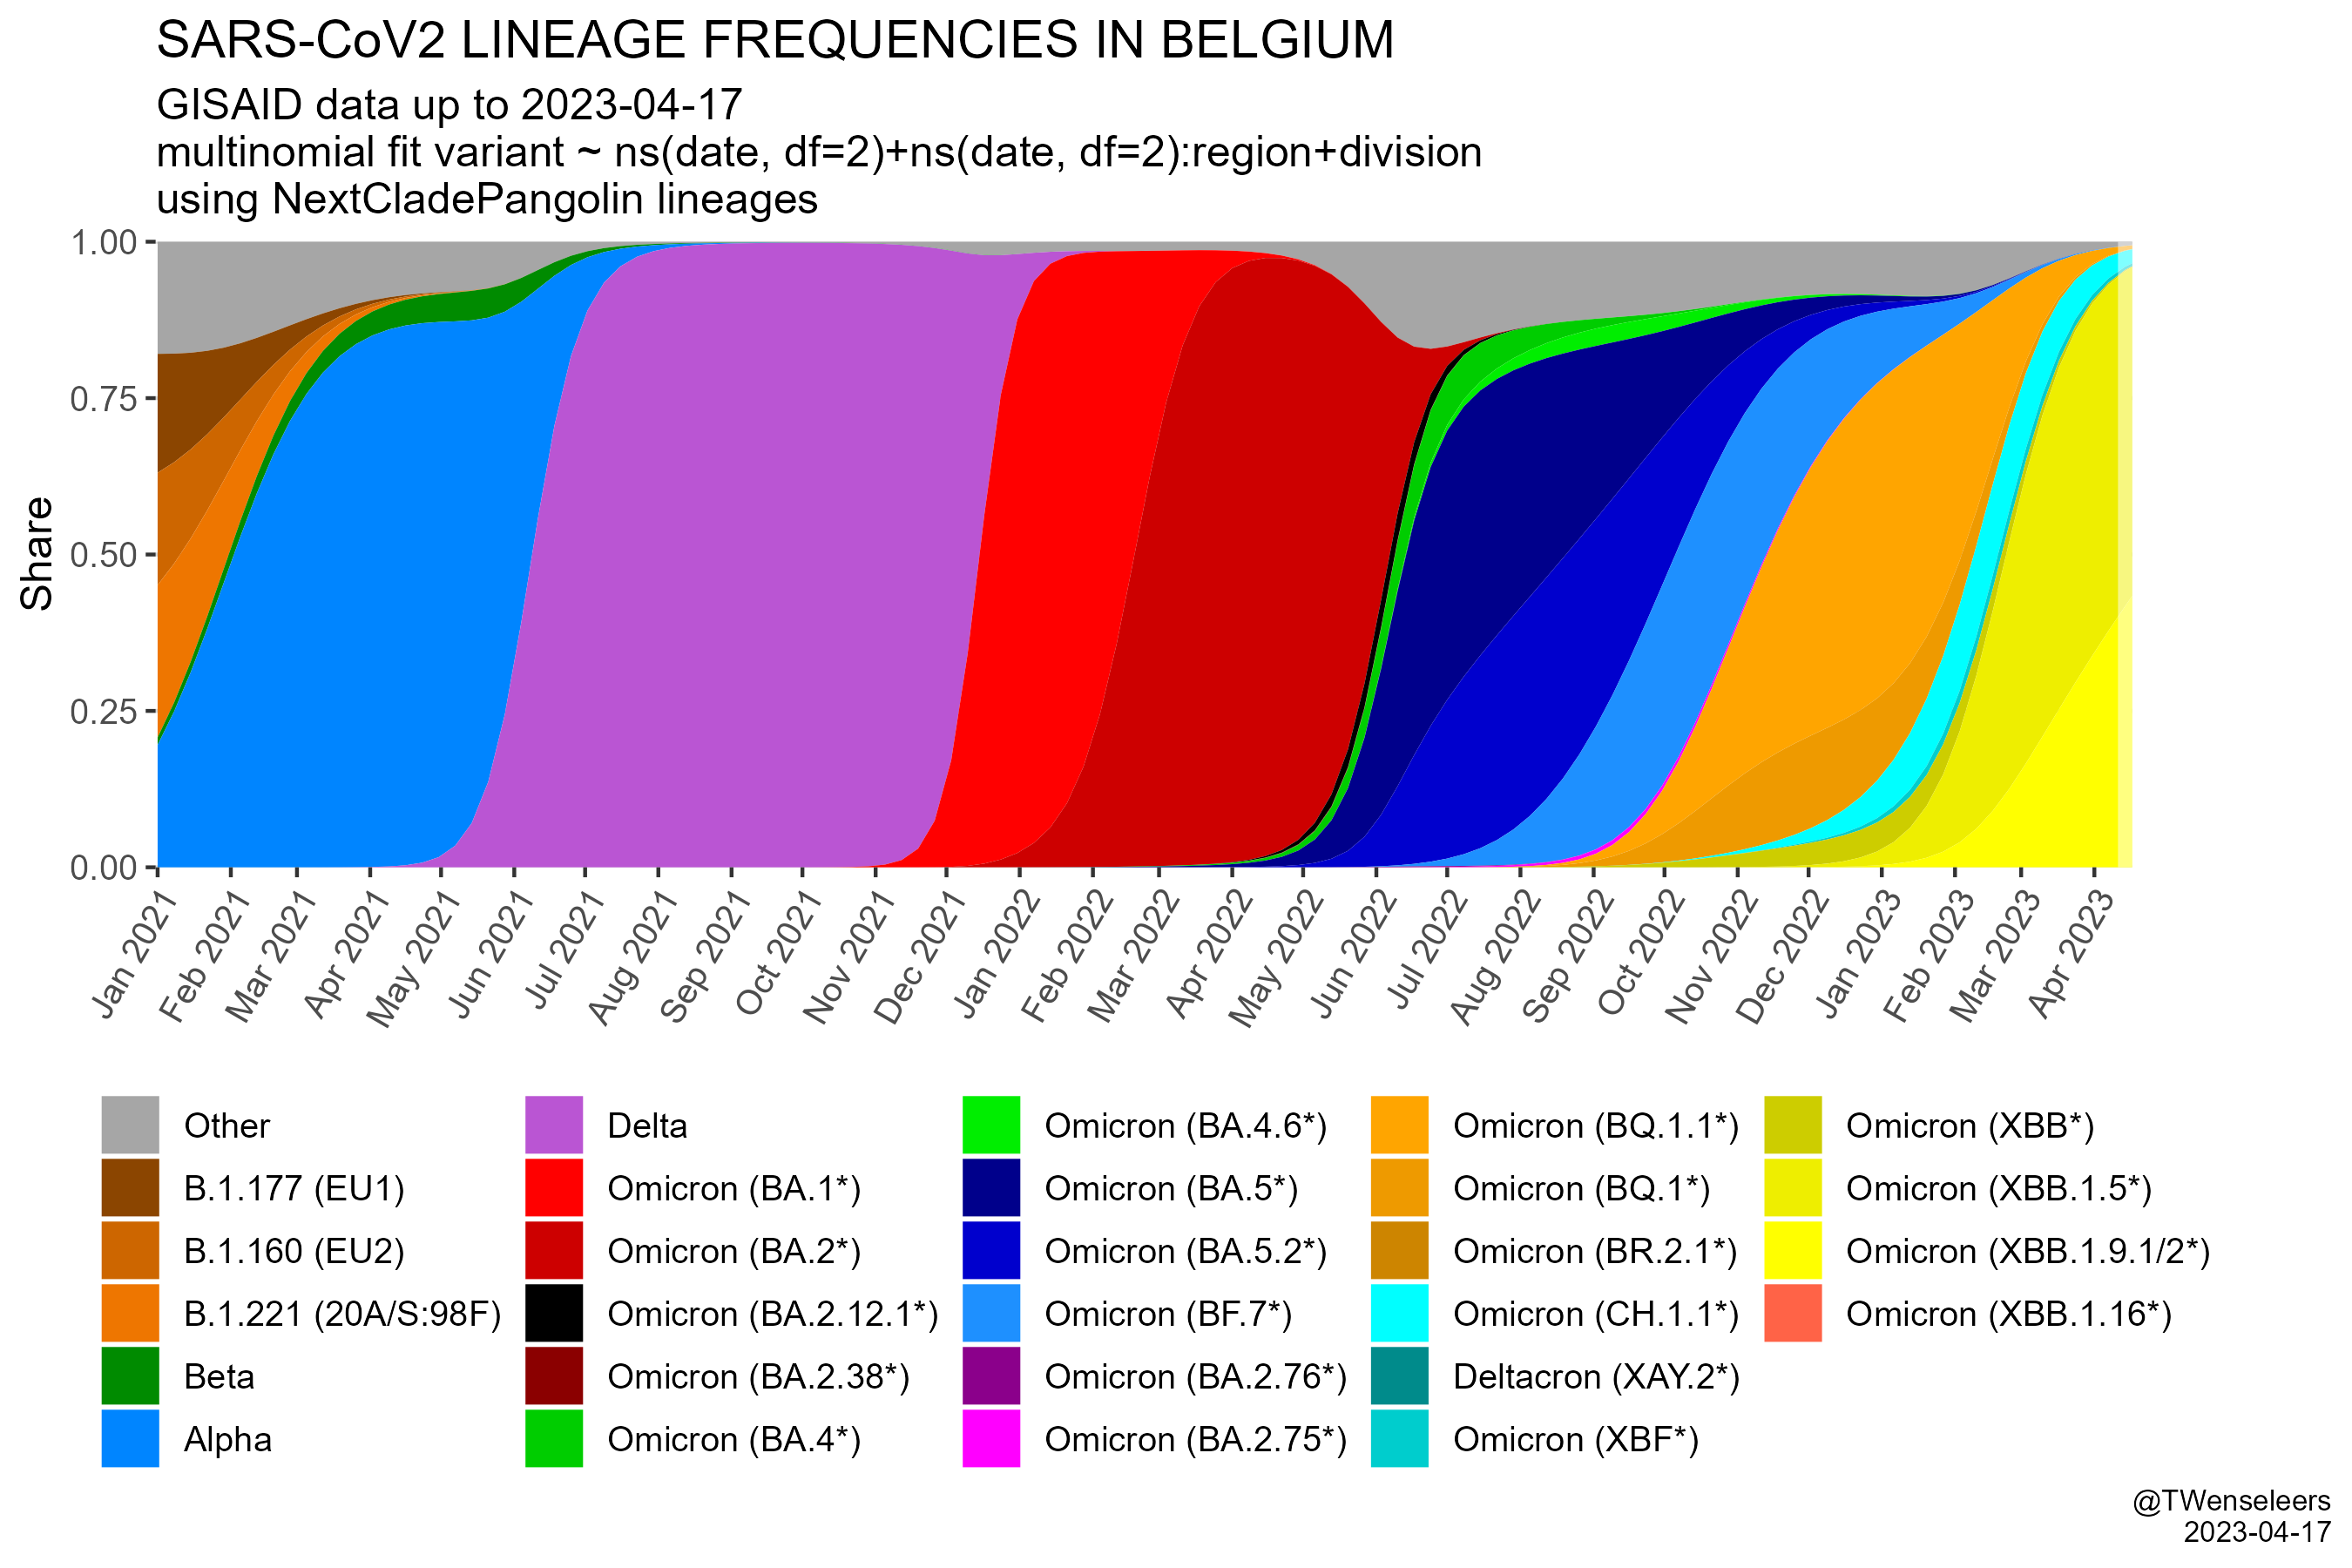 SARS-CoV2 LINEAGE FREQUENCIES IN BELGIUM
GISAID data up to 2023-04-17
multinomial fit variant ~ ns(date, df=2)+ns(date, df=2):region+division
using NextCladePangolin lineages
Share
1.00
0.75
0.50
0.25
0.00
Jan 2021
Feb 2021
Mar 2021
Apr 2021
May 2021
Jun 2021
Jul 2021
Aug 2021
Sep 2021
Oct 2021
Nov 2021
Dec 2021
Jan 2022
Feb 2022
Mar 2022
Apr 2022
May 2022
Jun 2022
Jul 2022
Aug 2022
Sep 2022
Oct 2022
Nov 2022
Dec 2022
Jan 2023
Feb 2023
Mar 2023
Apr 2023
Other
B.1.177 (EU1)
B.1.160 (EU2)
B.1.221 (20A/S:98F)
Beta
Alpha
Delta
Omicron (BA.1*)
Omicron (BA.2*)
Omicron (BA.2.12.1*)
Omicron (BA.2.38*)
Omicron (BA.4*)
Omicron (BA.4.6*)
Omicron (BA.5*)
Omicron (BA.5.2*)
Omicron (BF.7*)
Omicron (BA.2.76*)
Omicron (BA.2.75*)
Omicron (BQ.1.1*)
Omicron (BQ.1*)
Omicron (BR.2.1*)
Omicron (CH.1.1*)
Deltacron (XAY.2*)
Omicron (XBF*)
Omicron (XBB*)
Omicron (XBB.1.5*)
Omicron (XBB.1.9.1/2*)
Omicron (XBB.1.16*)
@TWenseleers
2023-04-17